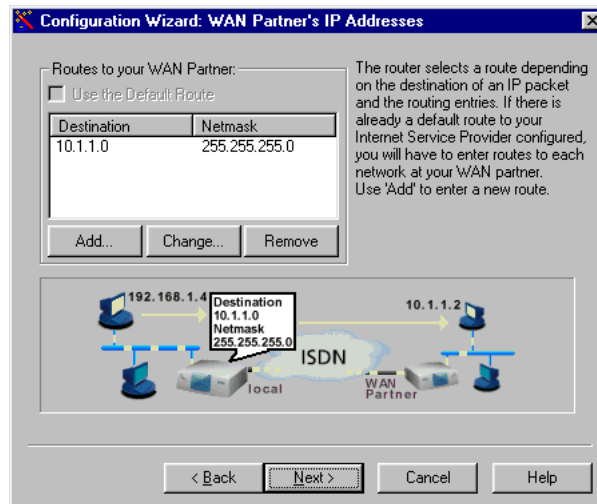 Configuration Wizard: WAN Partner's IP Addresses
Routes to your WAN Partner:
Use the Default Route
Destination Netmask
10.1.1.0 255.255.255.0
Add... Change... Remove
The router selects a route depending
on the destination of an IP packet
and the routing entries. If there is
already a default route to your
Internet Service Provider configured,
you will have to enter routes to each
network at your WAN partner.
Use 'Add' to enter a new route.
192.168.1.4
Destination
10.1.1.0
Netmask
255.255.255.0
10.1.1.2
ISDN
local
WAN
Partner
< Back Next > Cancel Help